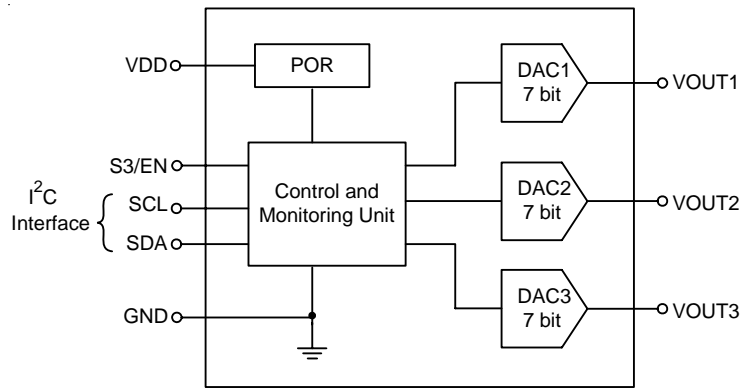 VDD
POR
DAC1
7 bit
VOUT1
S3/EN
I²C
Interface
SCL
SDA
Control and
Monitoring Unit
DAC2
7 bit
VOUT2
GND
DAC3
7 bit
VOUT3